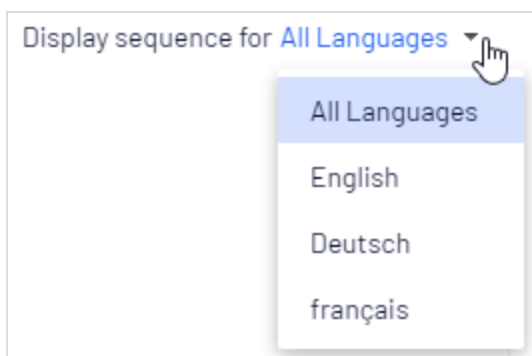 Display sequence for All Languages
All Languages
English
Deutsch
français